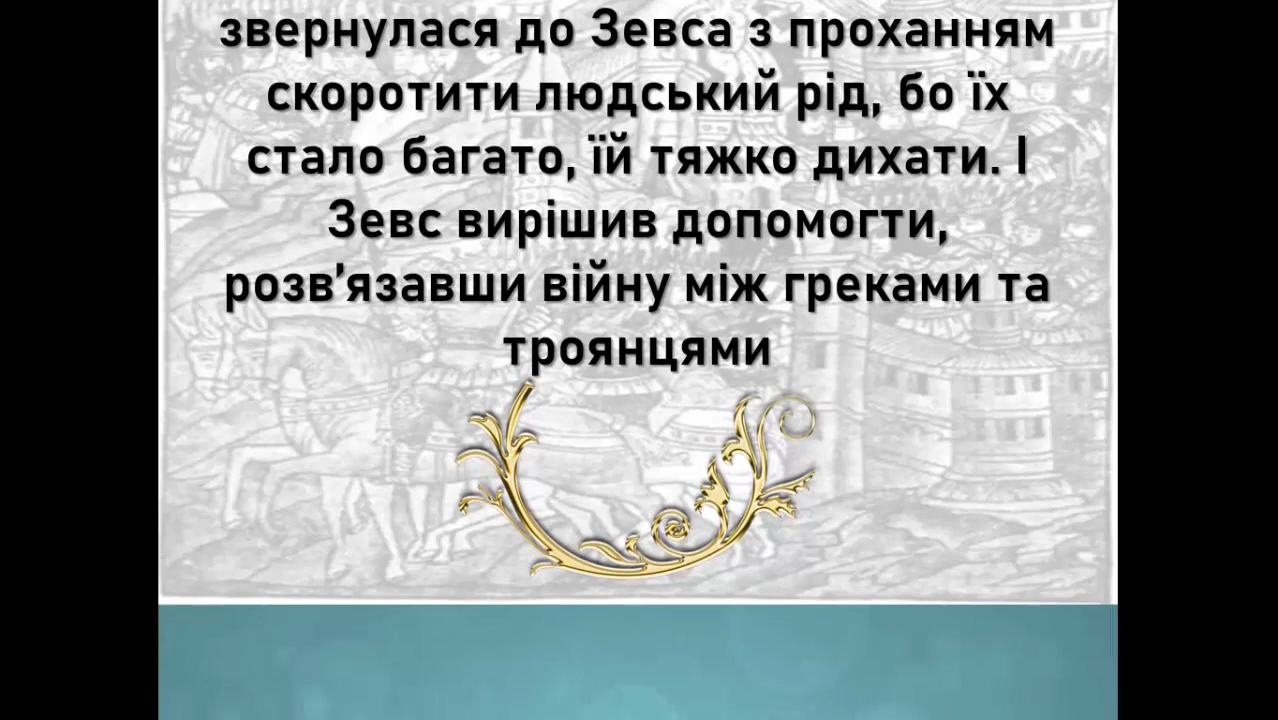 звернулася до Зевса з проханням
скоротити людський рід, бо їх
стало багато, їй тяжко дихати. І
Зевс вирішив допомогти,
розв’язавши війну між греками та
троянцями